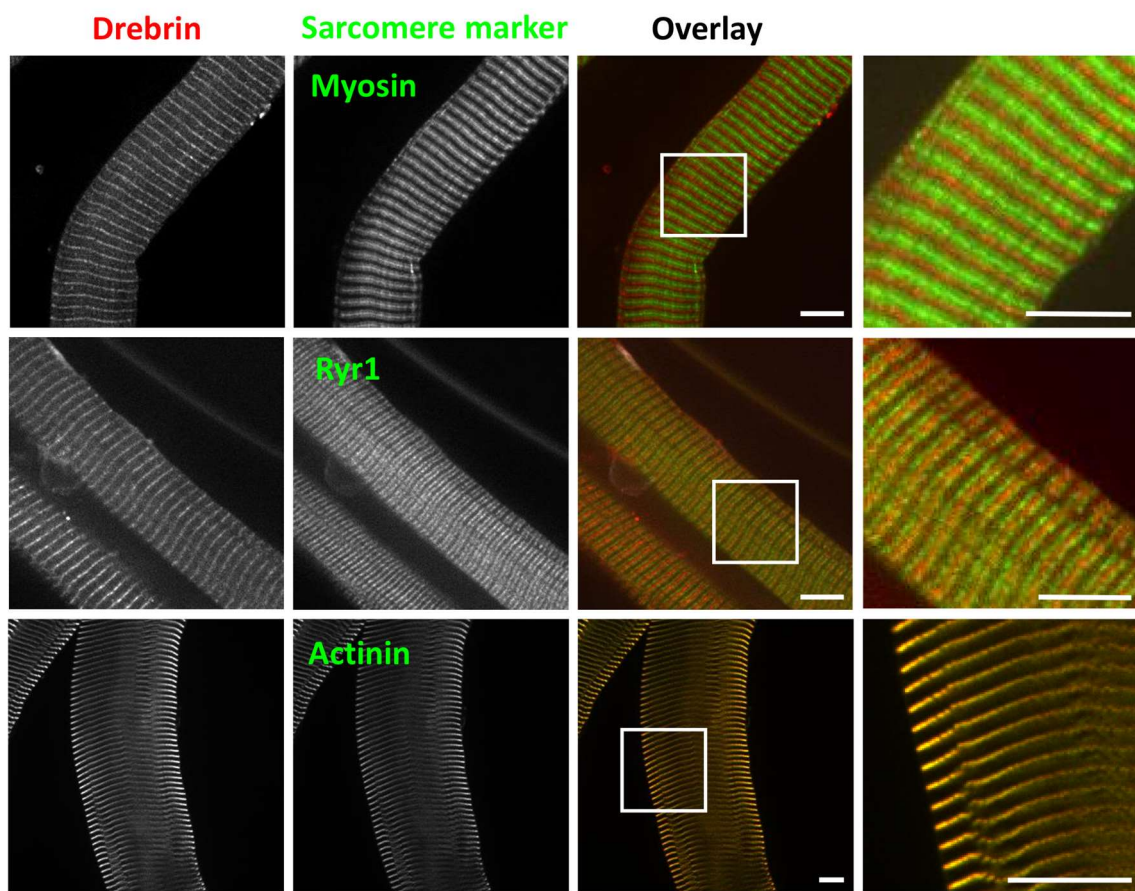 Drebrin
Sarcomere marker
Overlay
Myosin
Ryr1
Actinin